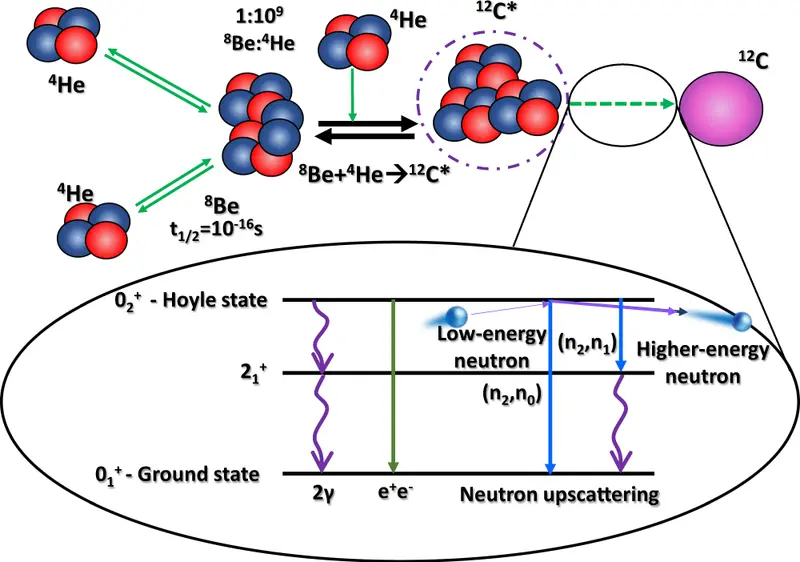 1:10⁹
⁸Be:⁴He
⁴He
¹²C*
⁴He
¹²C
⁴He
⁸Be+⁴He→¹²C*
⁸Be
t₁/₂=10⁻¹⁶s
0₂⁺ - Hoyle state
Low-energy
neutron
(n₂,n₁)
Higher-energy
neutron
2₁⁺
(n₂,n₀)
0₁⁺- Ground state
2γ
e⁺e⁻
Neutron upscattering